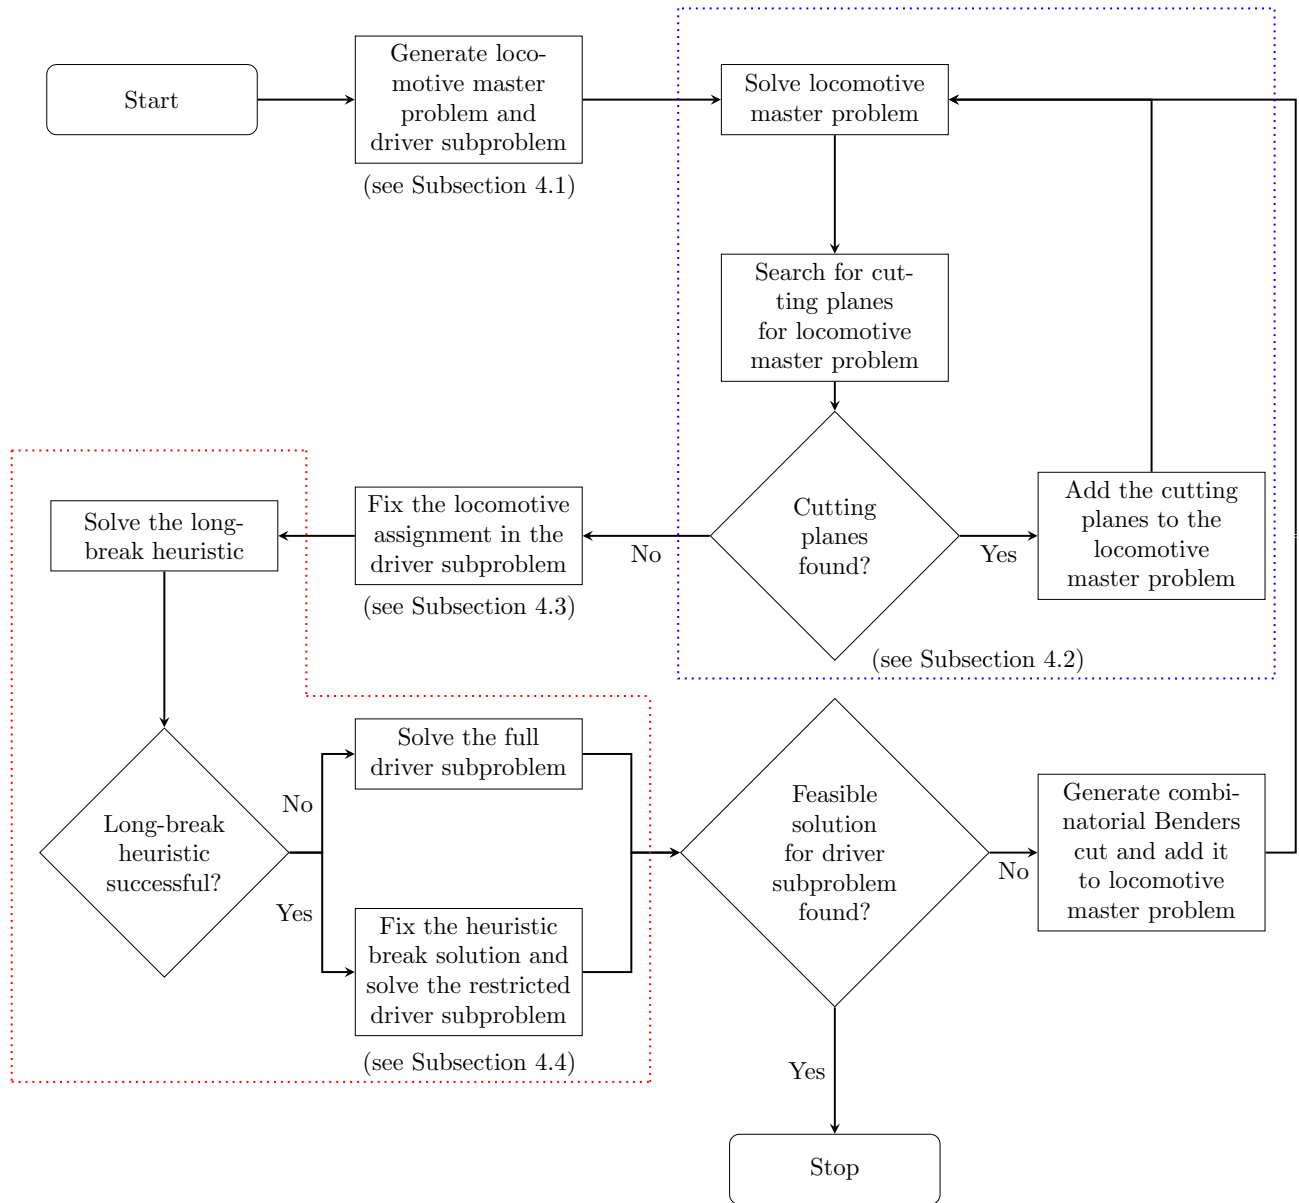 Start
Generate loco-
motive master
problem and
driver subproblem
(see Subsection 4.1)
Solve locomotive
master problem
Search for cut-
ting planes
for locomotive
master problem
Cutting
planes
found?
Yes
Add the cutting
planes to the
locomotive
master problem
(see Subsection 4.2)
No
Fix the locomotive
assignment in the
driver subproblem
(see Subsection 4.3)
Solve the long-
break heuristic
Long-break
heuristic
successful?
No
Solve the full
driver subproblem
Yes
Fix the heuristic
break solution and
solve the restricted
driver subproblem
(see Subsection 4.4)
Feasible
solution
for driver
subproblem
found?
No
Generate combi-
natorial Benders
cut and add it
to locomotive
master problem
Yes
Stop